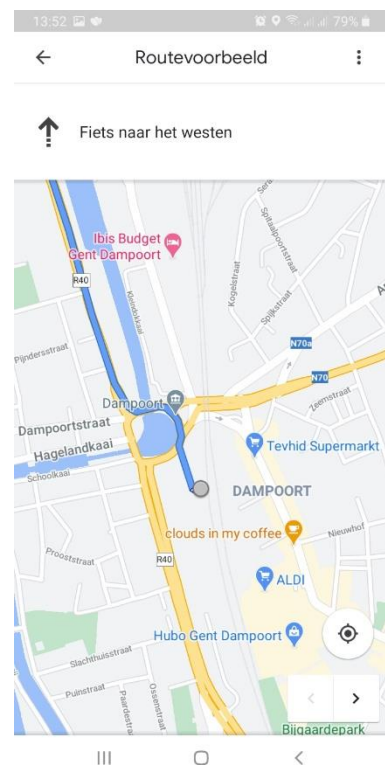 13:52
79%
Routevoorbeeld
Fiets naar het westen
Ibis Budget
Gent Dampoort
R40
Kleindokkaai
Kogelstraat
Spitaalpoortstraat
Spijkstraat
N70a
N70
Pijndersstraat
Zeemstraat
Dampoort
Dampoortstraat
Hagelandkaai
Schoolkaai
Tevhid Supermarkt
DAMPOORT
clouds in my coffee
Nieuwhof
R40
Prooststraat
ALDI
Hubo Gent Dampoort
Slachthuisstraat
Puinstraat
Ossenstraat
Bijgaardepark